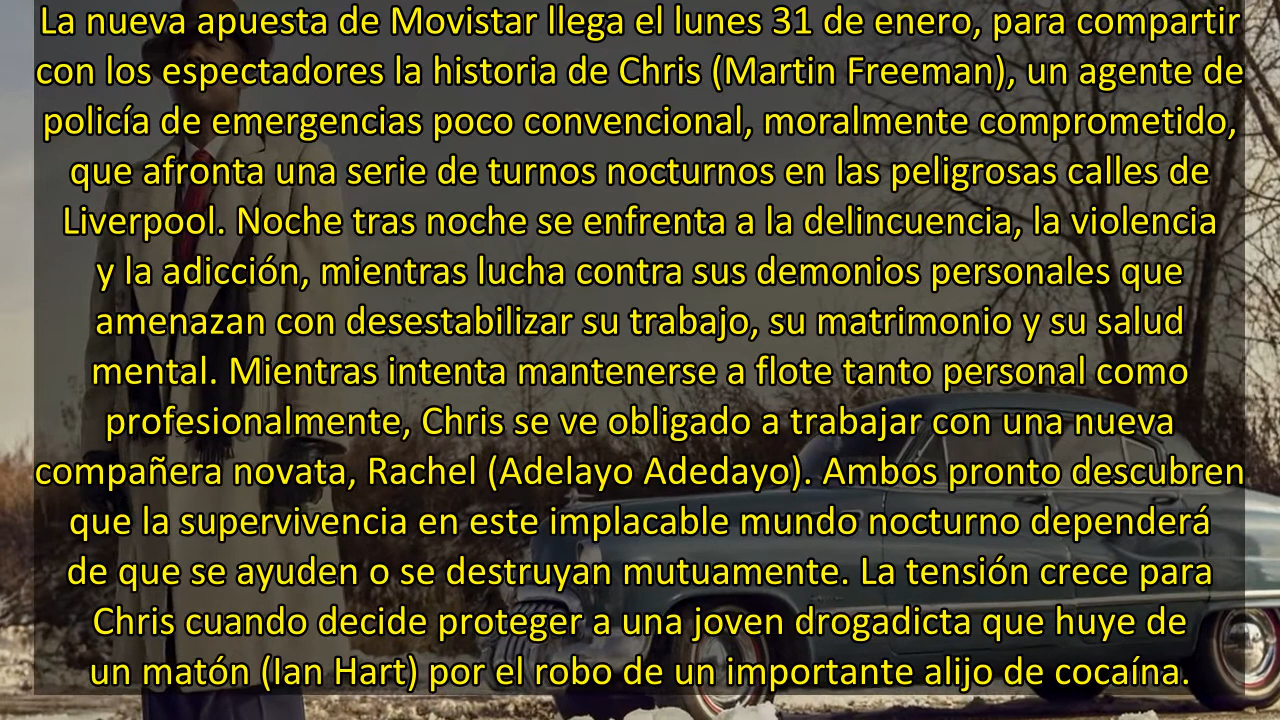 La nueva apuesta de Movistar llega el lunes 31 de enero, para compartir
con los espectadores la historia de Chris (Martin Freeman), un agente de
policía de emergencias poco convencional, moralmente comprometido,
que afronta una serie de turnos nocturnos en las peligrosas calles de
Liverpool. Noche tras noche se enfrenta a la delincuencia, la violencia
y la adicción, mientras lucha contra sus demonios personales que
amenazan con desestabilizar su trabajo, su matrimonio y su salud
mental. Mientras intenta mantenerse a flote tanto personal como
profesionalmente, Chris se ve obligado a trabajar con una nueva
compañera novata, Rachel (Adelayo Adedayo). Ambos pronto descubren
que la supervivencia en este implacable mundo nocturno dependerá
de que se ayuden o se destruyan mutuamente. La tensión crece para
Chris cuando decide proteger a una joven drogadicta que huye de
un matón (Ian Hart) por el robo de un importante alijo de cocaína.